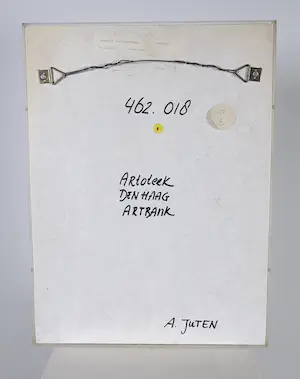 462.018
Artoteek
DEN HAAG
ARTBANK
A. JUTEN